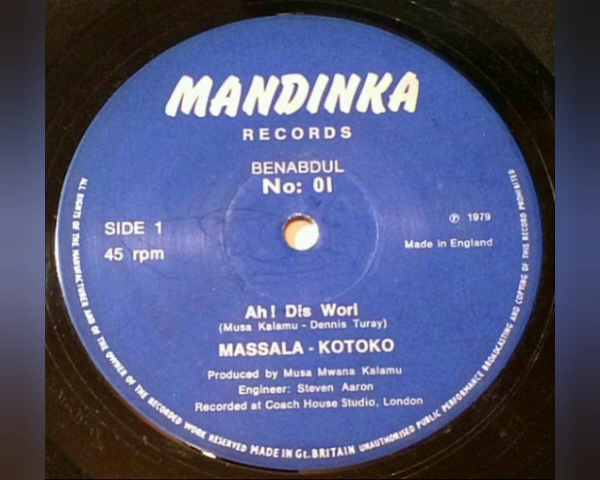 MANDINKA
RECORDS
BENABDUL
No: 01
SIDE 1
45 rpm
℗ 1979
Made in England
Ah! Dis Worl
(Musa Kalamu - Dennis Turay)
MASSALA - KOTOKO
Produced by Musa Mwana Kalamu
Engineer: Steven Aaron
Recorded at Coach House Studio, London
ALL RIGHTS OF THE MANUFACTURER AND OF THE OWNER OF THE RECORDED WORK RESERVED MADE IN Gt. BRITAIN UNAUTHORISED PUBLIC PERFORMANCE BROADCASTING AND COPYING OF THIS RECORD PROHIBITED